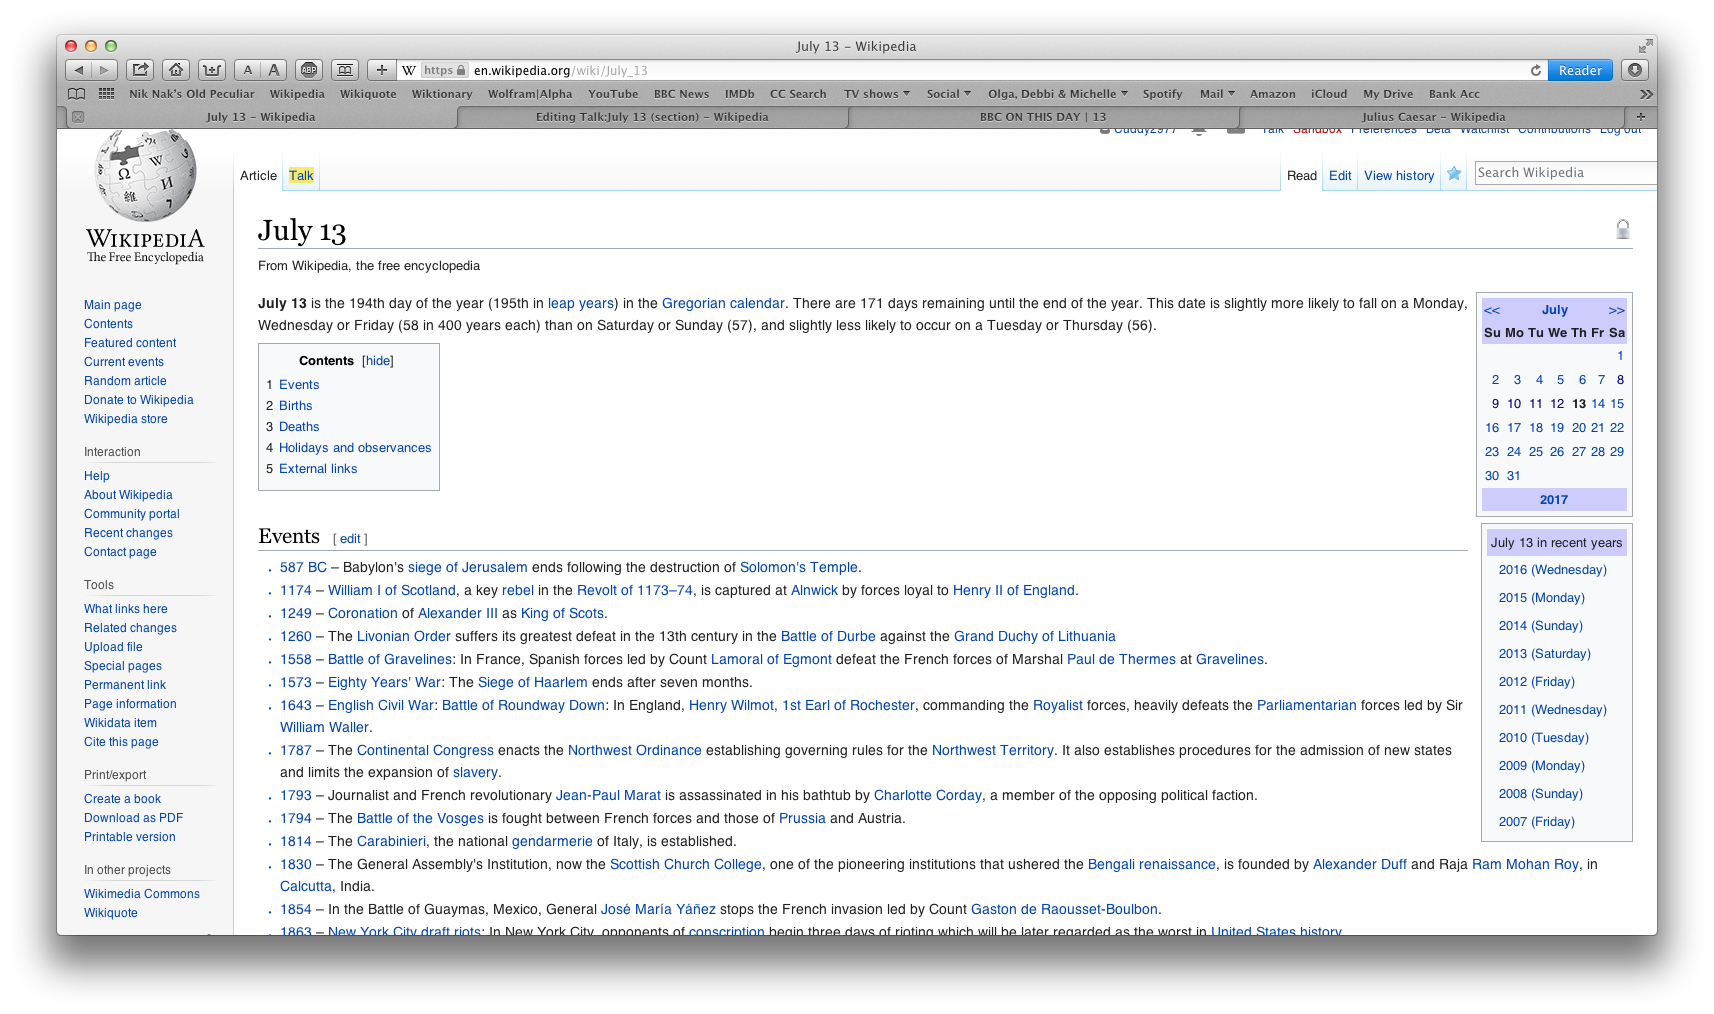 July 13 – Wikipedia
A A ABP + W https en.wikipedia.org/wiki/July_13 Reader
Nik Nak's Old Peculiar Wikipedia Wikiquote Wiktionary Wolfram|Alpha YouTube BBC News IMDb CC Search TV shows Social Olga, Debbi & Michelle Spotify Mail Amazon iCloud My Drive Bank Acc >>
July 13 – Wikipedia Editing Talk:July 13 (section) – Wikipedia BBC ON THIS DAY | 13 Julius Caesar – Wikipedia +
Cuddy2977 Talk Sandbox Preferences Beta Watchlist Contributions Log out
Article Talk Read Edit View history Search Wikipedia
Ω W И 維
WIKIPEDIA
The Free Encyclopedia
Main page
Contents
Featured content
Current events
Random article
Donate to Wikipedia
Wikipedia store
Interaction
Help
About Wikipedia
Community portal
Recent changes
Contact page
Tools
What links here
Related changes
Upload file
Special pages
Permanent link
Page information
Wikidata item
Cite this page
Print/export
Create a book
Download as PDF
Printable version
In other projects
Wikimedia Commons
Wikiquote
July 13
From Wikipedia, the free encyclopedia
July 13 is the 194th day of the year (195th in leap years) in the Gregorian calendar. There are 171 days remaining until the end of the year. This date is slightly more likely to fall on a Monday,
Wednesday or Friday (58 in 400 years each) than on Saturday or Sunday (57), and slightly less likely to occur on a Tuesday or Thursday (56).
Contents [hide]
1 Events
2 Births
3 Deaths
4 Holidays and observances
5 External links
<< July >>
Su Mo Tu We Th Fr Sa
1
2 3 4 5 6 7 8
9 10 11 12 13 14 15
16 17 18 19 20 21 22
23 24 25 26 27 28 29
30 31
2017
July 13 in recent years
2016 (Wednesday)
2015 (Monday)
2014 (Sunday)
2013 (Saturday)
2012 (Friday)
2011 (Wednesday)
2010 (Tuesday)
2009 (Monday)
2008 (Sunday)
2007 (Friday)
Events [ edit ]
587 BC – Babylon's siege of Jerusalem ends following the destruction of Solomon's Temple.
1174 – William I of Scotland, a key rebel in the Revolt of 1173–74, is captured at Alnwick by forces loyal to Henry II of England.
1249 – Coronation of Alexander III as King of Scots.
1260 – The Livonian Order suffers its greatest defeat in the 13th century in the Battle of Durbe against the Grand Duchy of Lithuania
1558 – Battle of Gravelines: In France, Spanish forces led by Count Lamoral of Egmont defeat the French forces of Marshal Paul de Thermes at Gravelines.
1573 – Eighty Years' War: The Siege of Haarlem ends after seven months.
1643 – English Civil War: Battle of Roundway Down: In England, Henry Wilmot, 1st Earl of Rochester, commanding the Royalist forces, heavily defeats the Parliamentarian forces led by Sir
William Waller.
1787 – The Continental Congress enacts the Northwest Ordinance establishing governing rules for the Northwest Territory. It also establishes procedures for the admission of new states
and limits the expansion of slavery.
1793 – Journalist and French revolutionary Jean-Paul Marat is assassinated in his bathtub by Charlotte Corday, a member of the opposing political faction.
1794 – The Battle of the Vosges is fought between French forces and those of Prussia and Austria.
1814 – The Carabinieri, the national gendarmerie of Italy, is established.
1830 – The General Assembly's Institution, now the Scottish Church College, one of the pioneering institutions that ushered the Bengali renaissance, is founded by Alexander Duff and Raja Ram Mohan Roy, in
Calcutta, India.
1854 – In the Battle of Guaymas, Mexico, General José María Yáñez stops the French invasion led by Count Gaston de Raousset-Boulbon.
1863 – New York City draft riots: In New York City, opponents of conscription begin three days of rioting which will be later regarded as the worst in United States history.